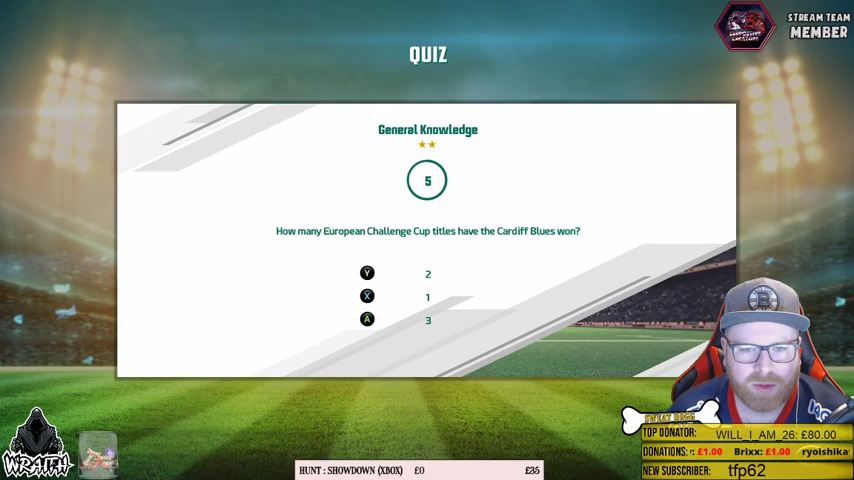 STREAM TEAM
MEMBER
QUIZ
General Knowledge
5
How many European Challenge Cup titles have the Cardiff Blues won?
Y 2
X 1
A 3
B
SWEAT DOGS
TOP DONATOR: WILL_I_AM_26: £80.00
DONATIONS: : £1.00 Brixx: £1.00 ryoishika
NEW SUBSCRIBER: tfp62
WRATH
HUNT : SHOWDOWN (XBOX) £0 £35